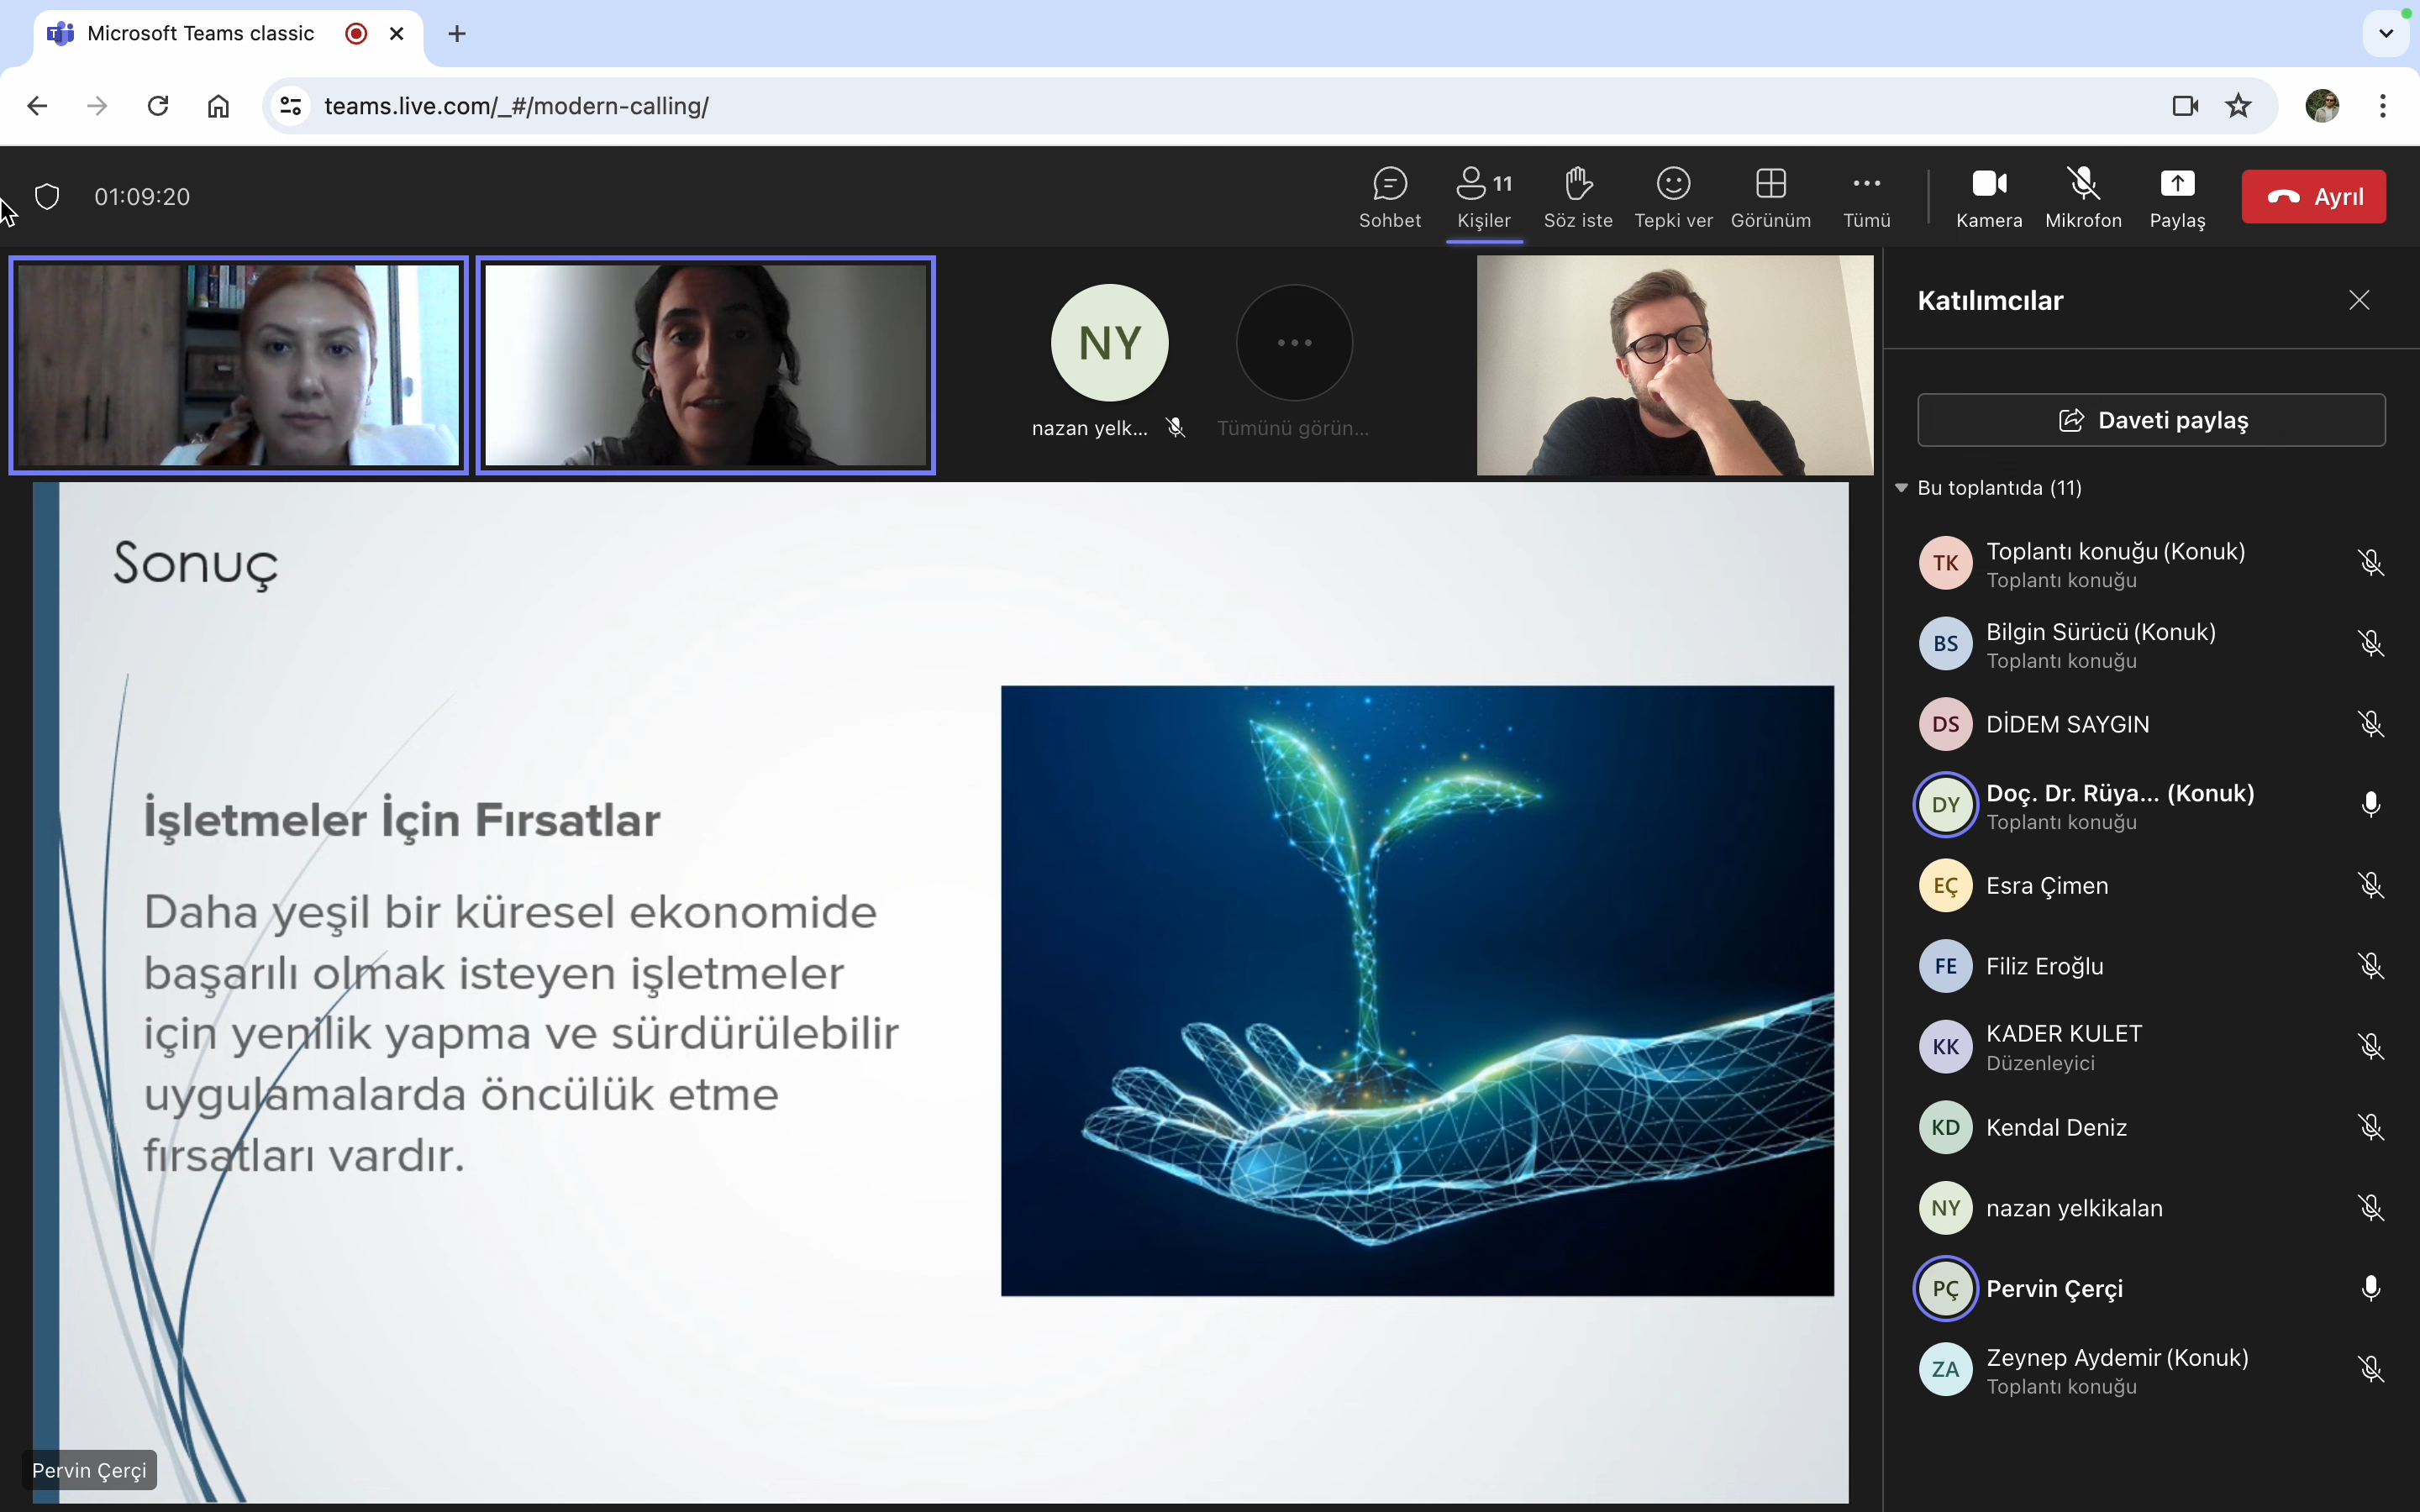 Microsoft Teams classic
teams.live.com/_#/modern-calling/
01:09:20
Sohbet
11
Kişiler
Söz iste
Tepki ver
Görünüm
Tümü
Kamera
Mikrofon
Paylaş
Ayrıl
NY
nazan yelk...
Tümünü görün...
Sonuç
İşletmeler İçin Fırsatlar
Daha yeşil bir küresel ekonomide
başarılı olmak isteyen işletmeler
için yenilik yapma ve sürdürülebilir
uygulamalarda öncülük etme
fırsatları vardır.
Pervin Çerçi
Katılımcılar
Daveti paylaş
Bu toplantıda (11)
TK
Toplantı konuğu (Konuk)
Toplantı konuğu
BS
Bilgin Sürücü (Konuk)
Toplantı konuğu
DS
DİDEM SAYGIN
DY
Doç. Dr. Rüya... (Konuk)
Toplantı konuğu
EÇ
Esra Çimen
FE
Filiz Eroğlu
KK
KADER KULET
Düzenleyici
KD
Kendal Deniz
NY
nazan yelkikalan
PÇ
Pervin Çerçi
ZA
Zeynep Aydemir (Konuk)
Toplantı konuğu